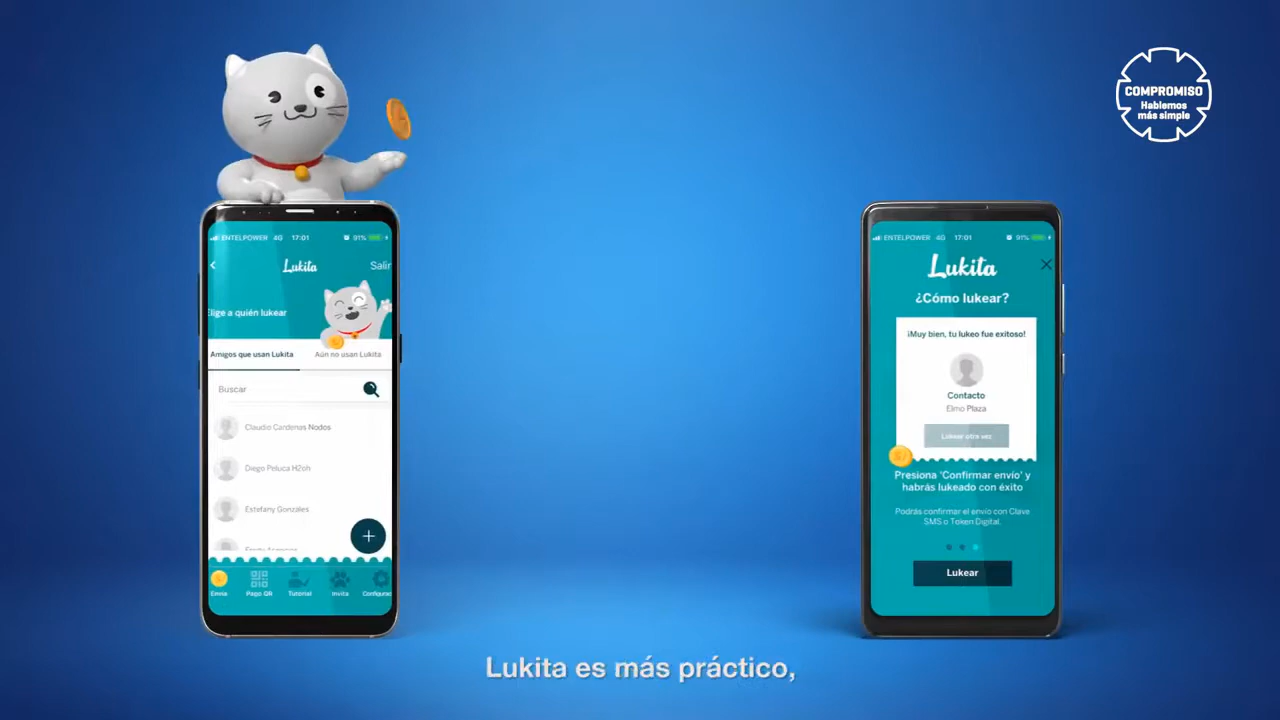 COMPROMISO
Hablemos
más simple
ENTELPOWER 4G 17:01 91%
Lukita
Salir
Elige a quién lukear
Amigos que usan Lukita
Aún no usan Lukita
Buscar
Claudio Cardenas Nodos
Diego Peluca H2oh
Estefany Gonzales
Envía
Pago QR
Tutorial
Invita
ENTELPOWER 4G 17:01 91%
Lukita
¿Cómo lukear?
¡Muy bien, tu lukeo fue exitoso!
Contacto
Elmo Plaza
Lukear otra vez
Presiona 'Confirmar envío' y
habrás lukeado con éxito
Podrás confirmar el envío con Clave
SMS o Token Digital.
Lukear
Lukita es más práctico,